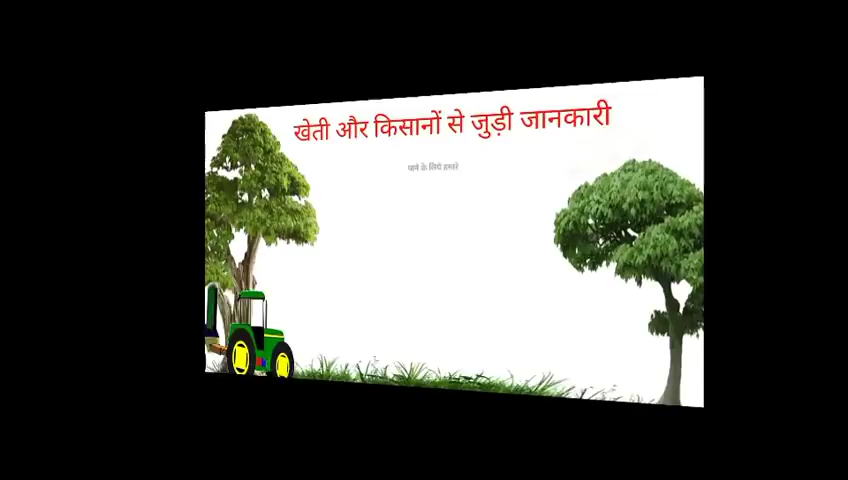 खेती और किसानों से जुड़ी जानकारी
पाने के लिये हमारे